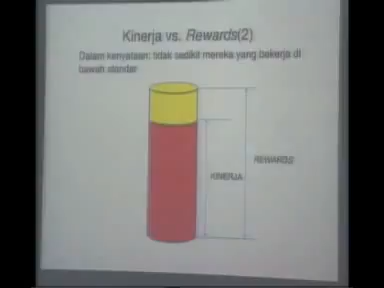 Kinerja vs. Rewards(2)
Dalam kenyataan: tidak sedikit mereka yang bekerja di
bawah standar
REWARDS
KINERJA